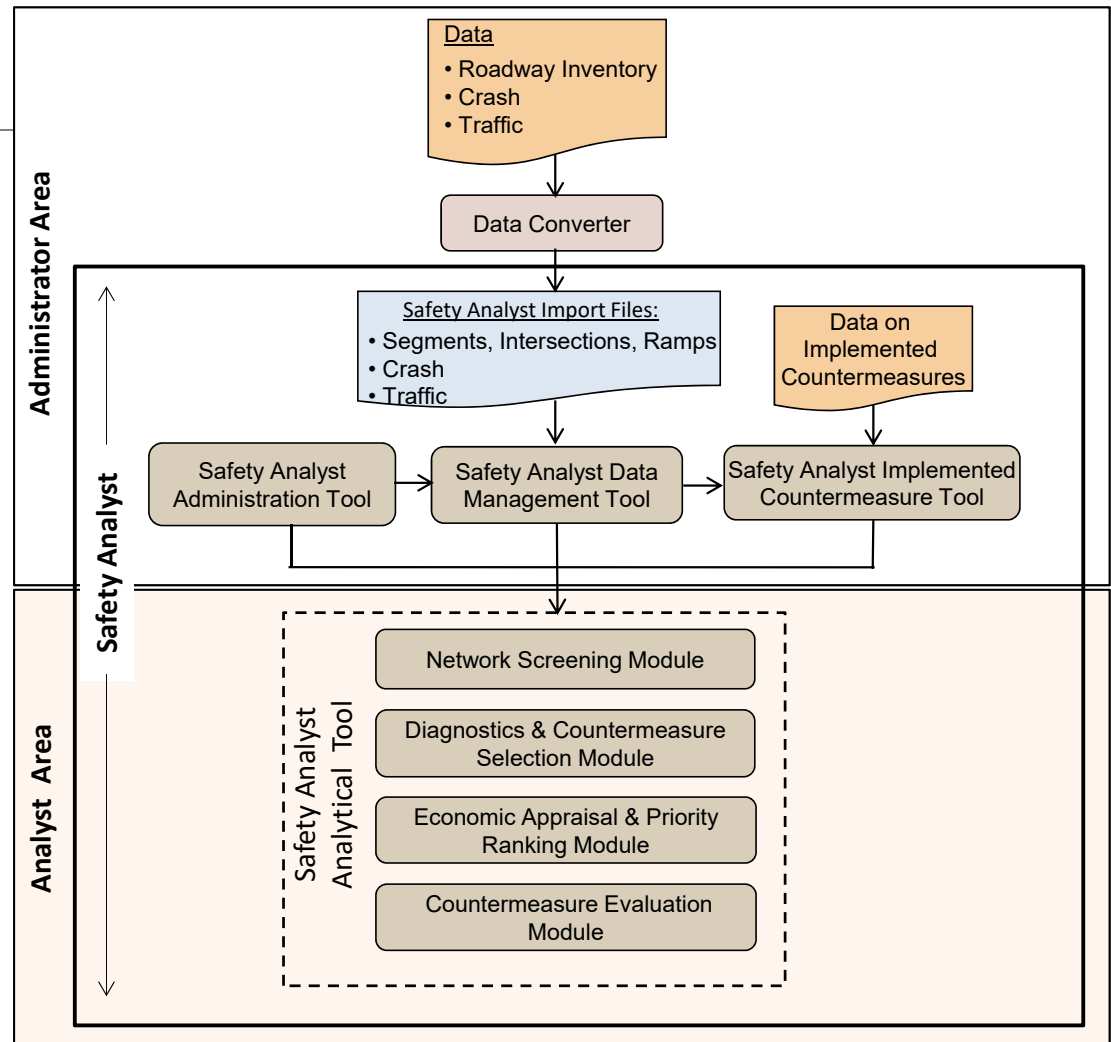 Data
• Roadway Inventory
• Crash
• Traffic
Data Converter
Administrator Area
Safety Analyst Import Files:
• Segments, Intersections, Ramps
• Crash
• Traffic
Data on
Implemented
Countermeasures
Safety Analyst
Administration Tool
Safety Analyst Data
Management Tool
Safety Analyst Implemented
Countermeasure Tool
Safety Analyst
Analyst Area
Safety Analyst
Analytical Tool
Network Screening Module
Diagnostics & Countermeasure
Selection Module
Economic Appraisal & Priority
Ranking Module
Countermeasure Evaluation
Module